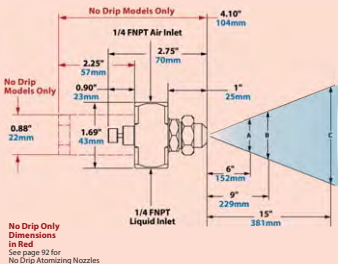 No Drip Models Only
4.10"
104mm
1/4 FNPT Air Inlet
2.75"
70mm
2.25"
57mm
No Drip
Models Only
0.90"
23mm
1"
25mm
0.88"
22mm
1.69"
43mm
A
B
C
6"
152mm
9"
229mm
1/4 FNPT
Liquid Inlet
15"
381mm
No Drip Only
Dimensions
in Red
See page 92 for
No Drip Atomizing Nozzles